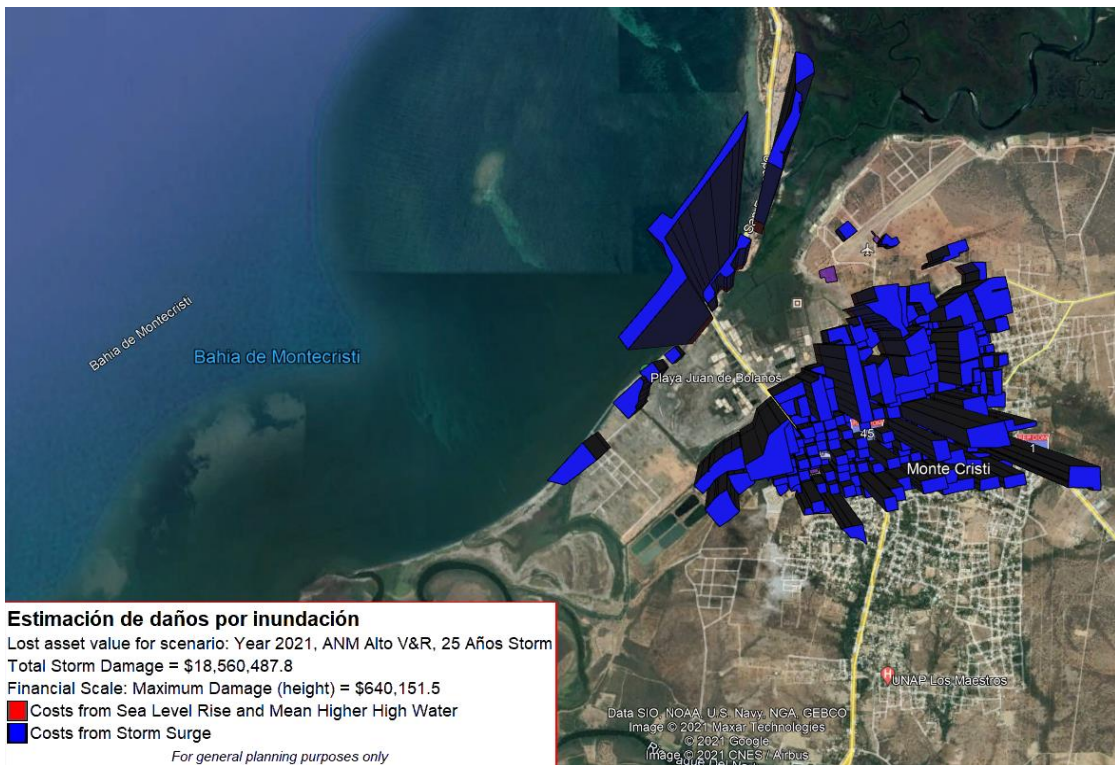 Bahia de Montecristi
Bahia de Montecristi
Playa Juan de Bolaños
45
1
Monte Cristi
UNAP Los Maestros
Estimación de daños por inundación
Lost asset value for scenario: Year 2021, ANM Alto V&R, 25 Años Storm
Total Storm Damage = $18,560,487.8
Financial Scale: Maximum Damage (height) = $640,151.5
Costs from Sea Level Rise and Mean Higher High Water
Costs from Storm Surge
For general planning purposes only
Data SIO, NOAA, U.S. Navy, NGA, GEBCO
Image © 2021 Maxar Technologies
© 2021 Google
Image © 2021 CNES / Airbus